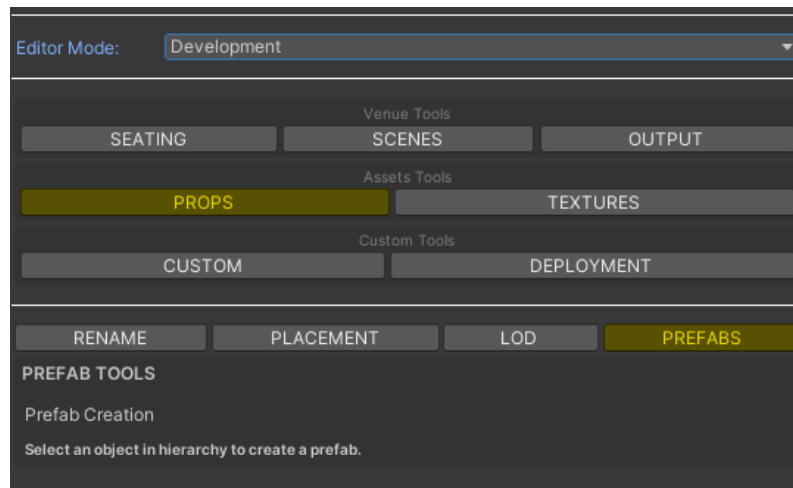 Editor Mode: Development
Venue Tools
SEATING SCENES OUTPUT
Assets Tools
PROPS TEXTURES
Custom Tools
CUSTOM DEPLOYMENT
RENAME PLACEMENT LOD PREFABS
PREFAB TOOLS
Prefab Creation
Select an object in hierarchy to create a prefab.